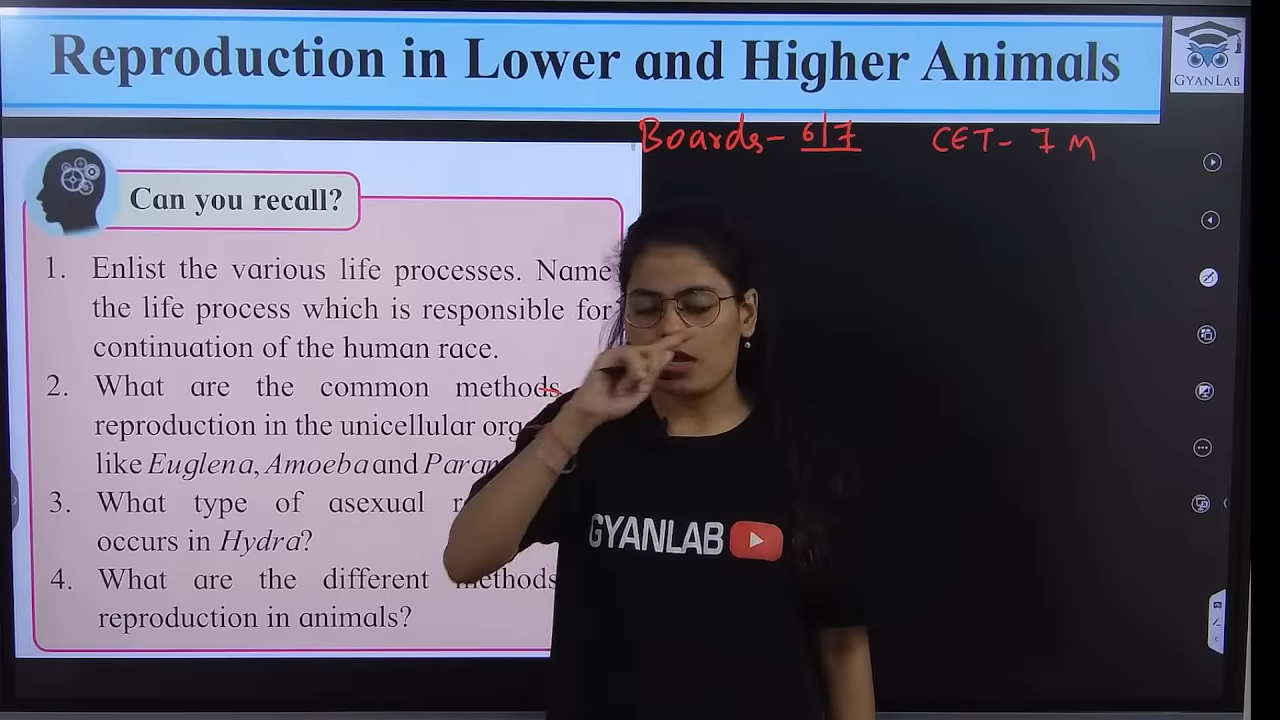 Reproduction in Lower and Higher Animals
GYANLAB
Boards- 6/7 CET- 7 M
Can you recall?
1. Enlist the various life processes. Name
the life process which is responsible for
continuation of the human race.
2. What are the common methods
reproduction in the unicellular
like Euglena, Amoeba and
3. What type of asexual
occurs in Hydra?
4. What are the different methods
reproduction in animals?
GYANLAB